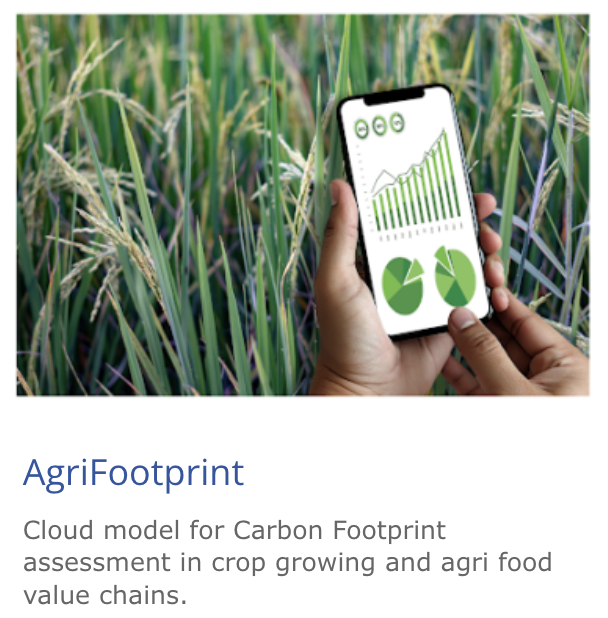 AgriFootprint
Cloud model for Carbon Footprint
assessment in crop growing and agri food
value chains.